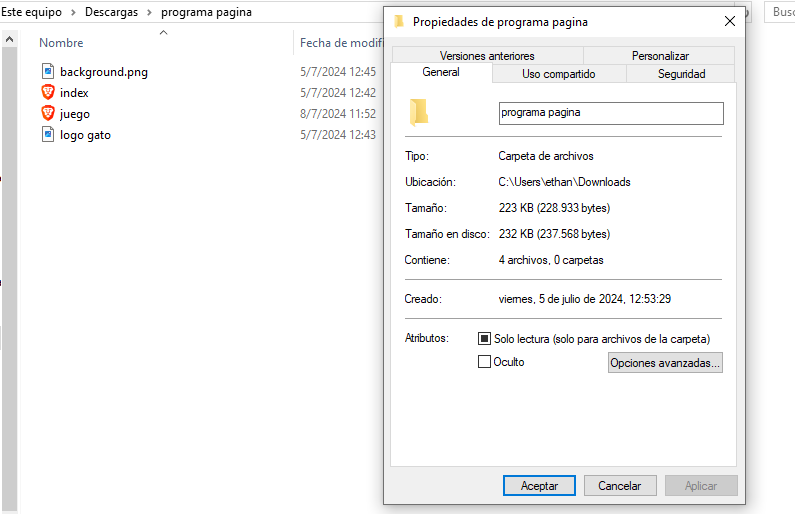 Este equipo > Descargas > programa pagina
Busc
Nombre
Fecha de modifi
background.png 5/7/2024 12:45
index 5/7/2024 12:42
juego 8/7/2024 11:52
logo gato 5/7/2024 12:43
Propiedades de programa pagina
Versiones anteriores
Personalizar
General
Uso compartido
Seguridad
programa pagina
Tipo: Carpeta de archivos
Ubicación: C:\Users\ethan\Downloads
Tamaño: 223 KB (228.933 bytes)
Tamaño en disco: 232 KB (237.568 bytes)
Contiene: 4 archivos, 0 carpetas
Creado: viernes, 5 de julio de 2024, 12:53:29
Atributos: Solo lectura (solo para archivos de la carpeta)
Oculto
Opciones avanzadas...
Aceptar
Cancelar
Aplicar